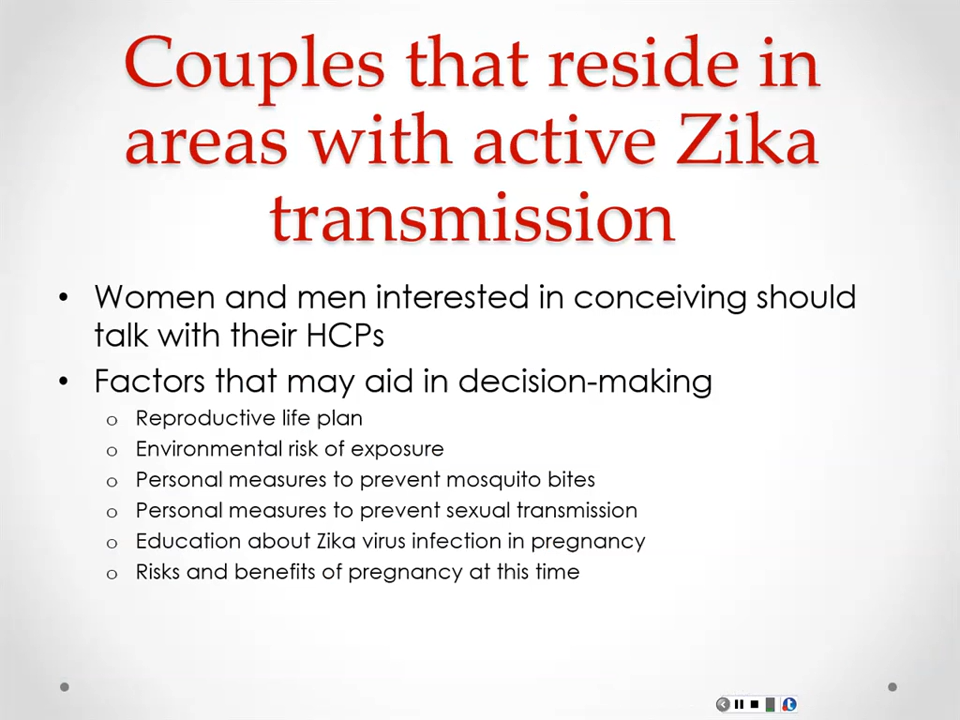 Couples that reside in
areas with active Zika
transmission
• Women and men interested in conceiving should
talk with their HCPs
• Factors that may aid in decision-making
o Reproductive life plan
o Environmental risk of exposure
o Personal measures to prevent mosquito bites
o Personal measures to prevent sexual transmission
o Education about Zika virus infection in pregnancy
o Risks and benefits of pregnancy at this time